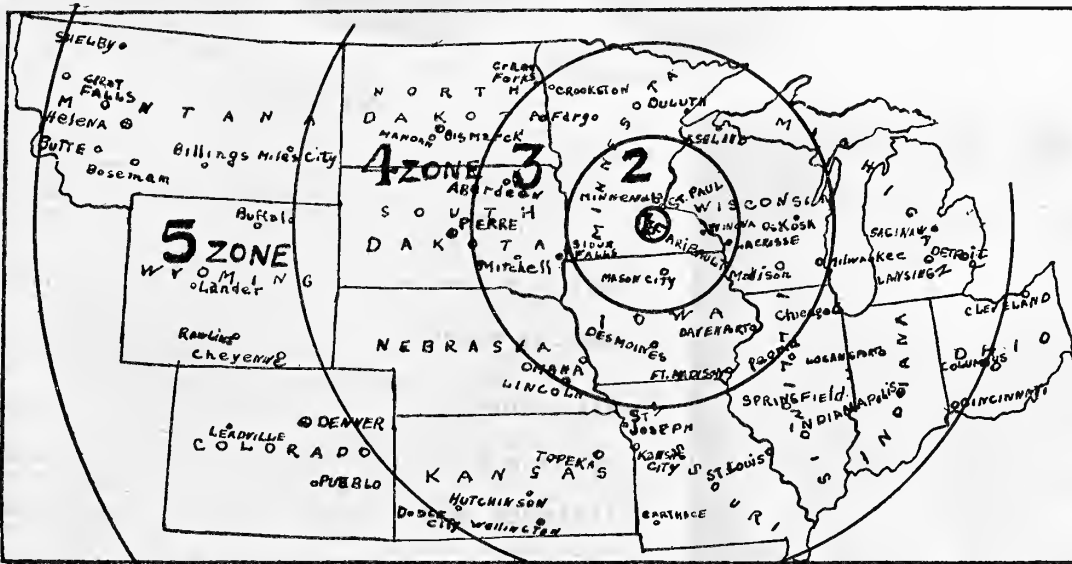 SHELBY
GREAT
FALLS
MONTANA
HELENA
BUTTE
BOSEMAN
Billings
Miles City
NORTH
DAKOTA
GRAND
FORKS
CROOKSTON
Fargo
MANDAN
BISMARCK
4 ZONE
3
2
MINNESOTA
DULUTH
ASHLAND
MICHIGAN
Aberdeen
SOUTH
DAKOTA
PIERRE
Mitchell
SIOUX
FALLS
ST. PAUL
FARIBAULT
WISCONSIN
WINONA
OSKOSH
LACROSSE
Madison
Milwaukee
SAGINAW
DETROIT
LANSING
Buffalo
5 ZONE
WYOMING
Lander
RAWLINS
Cheyenne
MASON CITY
IOWA
DESMOINES
DAVENPORT
FT. MADISON
NEBRASKA
OMAHA
LINCOLN
Chicago
PEORIA
ILLINOIS
LOGANSPORT
SPRINGFIELD
INDIANAPOLIS
INDIANA
CLEVELAND
OHIO
COLUMBUS
CINCINNATI
DENVER
LEADVILLE
COLORADO
PUEBLO
ST.
JOSEPH
KANSAS
CITY
TOPEKA
KANSAS
HUTCHINSON
DODGE
CITY
WELLINGTON
ST. LOUIS
CARTHAGE